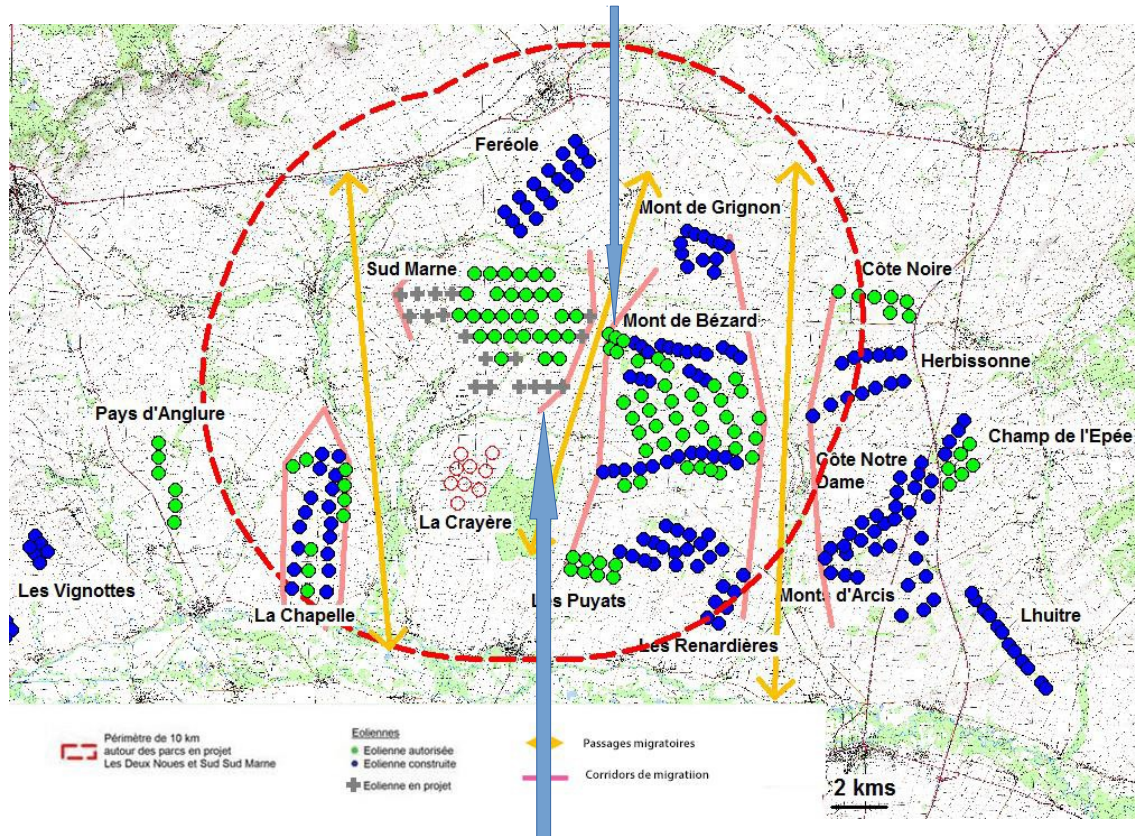 Feréole
Mont de Grignon
Sud Marne
Côte Noire
Mont de Bézard
Herbissonne
Pays d'Anglure
Champ de l'Epée
Côte Notre
Dame
La Crayère
Les Vignottes
La Chapelle
Les Puyats
Monts d'Arcis
Lhuitre
Les Renardières
Périmètre de 10 km
autour des parcs en projet
Les Deux Noues et Sud Sud Marne
Eoliennes
Eolienne autorisée
Eolienne construite
Eolienne en projet
Passages migratoires
Corridors de migratiion
2 kms